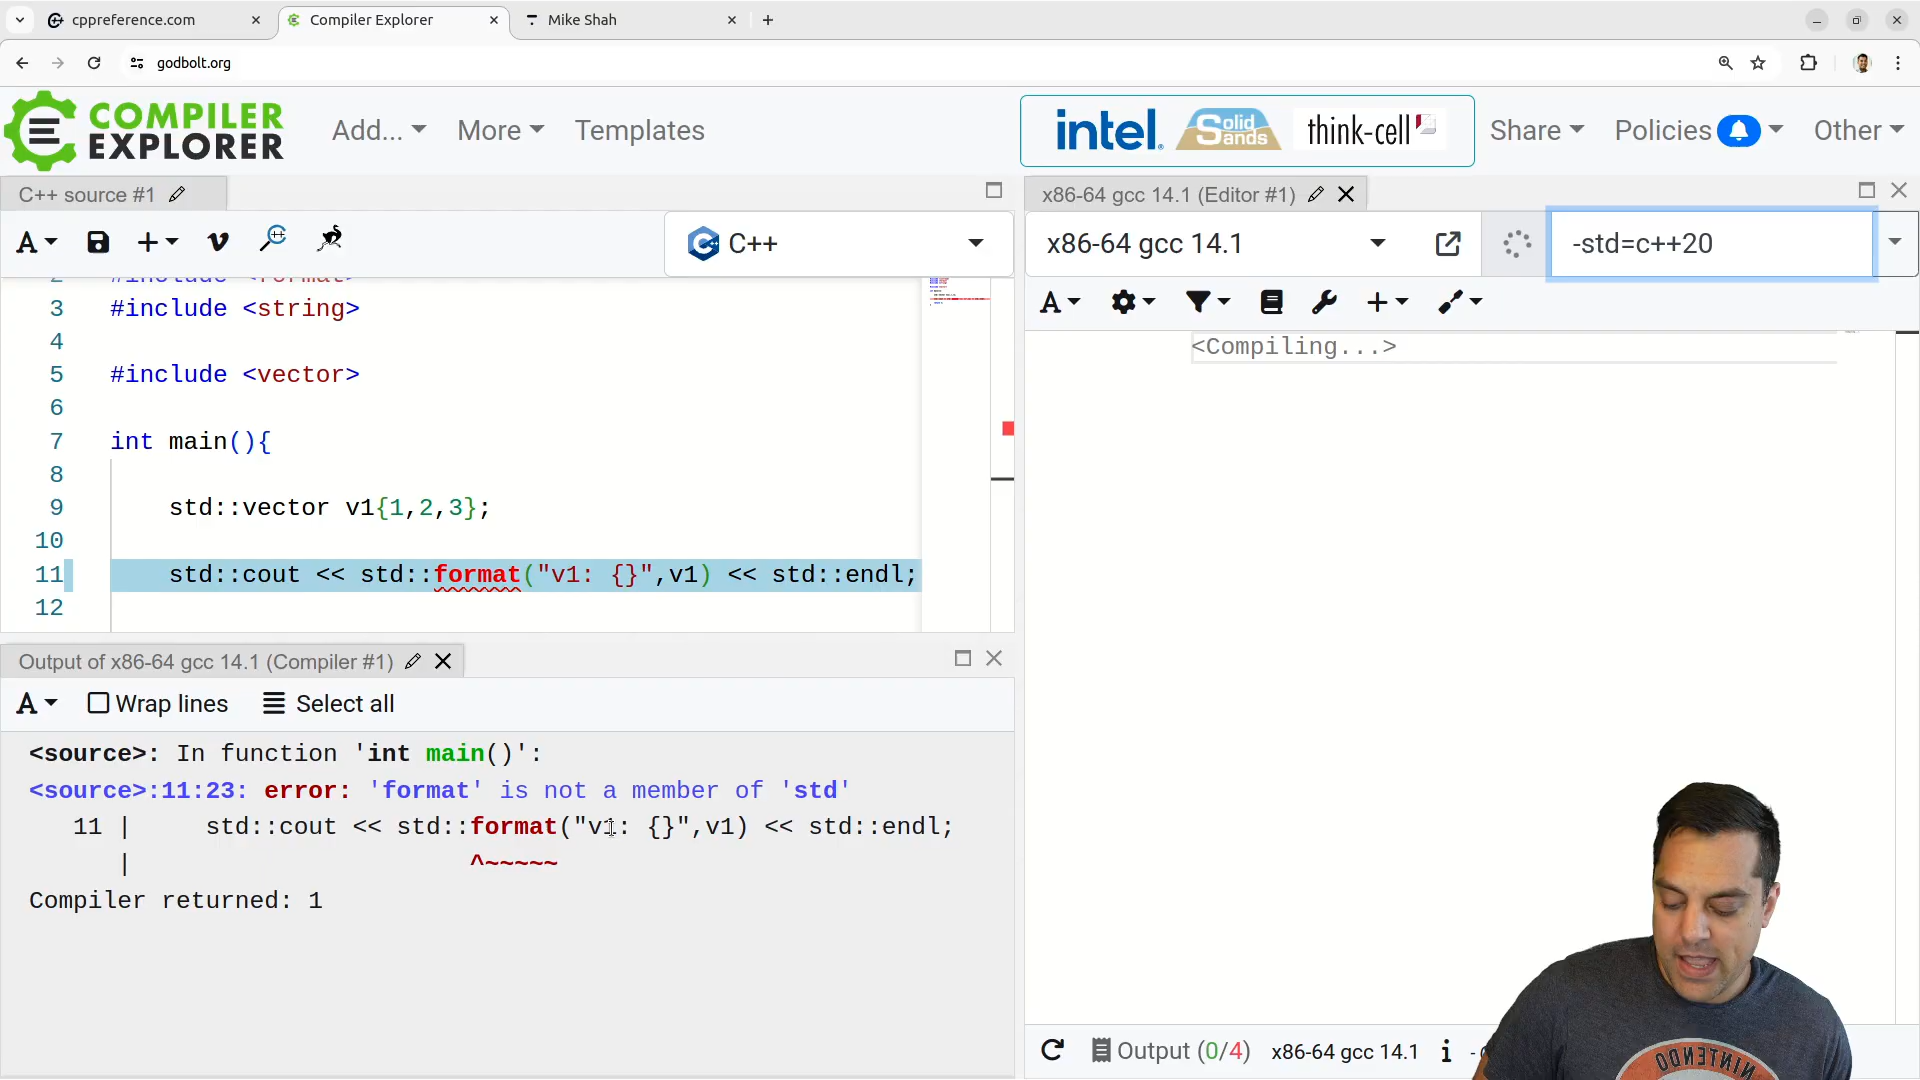 cppreference.com
Compiler Explorer
Mike Shah
godbolt.org
COMPILER
EXPLORER
Add...
More
Templates
intel.
Solid
Sands
think-cell
Share
Policies
Other
C++ source #1
x86-64 gcc 14.1 (Editor #1)
A
C++
x86-64 gcc 14.1
-std=c++20
A
2 #include <format>
3 #include <string>
4
5 #include <vector>
6
7 int main(){
8
9 std::vector v1{1,2,3};
10
11 std::cout << std::format("v1: {}",v1) << std::endl;
12
<Compiling...>
Output of x86-64 gcc 14.1 (Compiler #1)
A Wrap lines Select all
<source>: In function 'int main()':
<source>:11:23: error: 'format' is not a member of 'std'
11 | std::cout << std::format("v1: {}",v1) << std::endl;
| ^~~~~~
Compiler returned: 1
Output (0/4) x86-64 gcc 14.1
NINTENDO